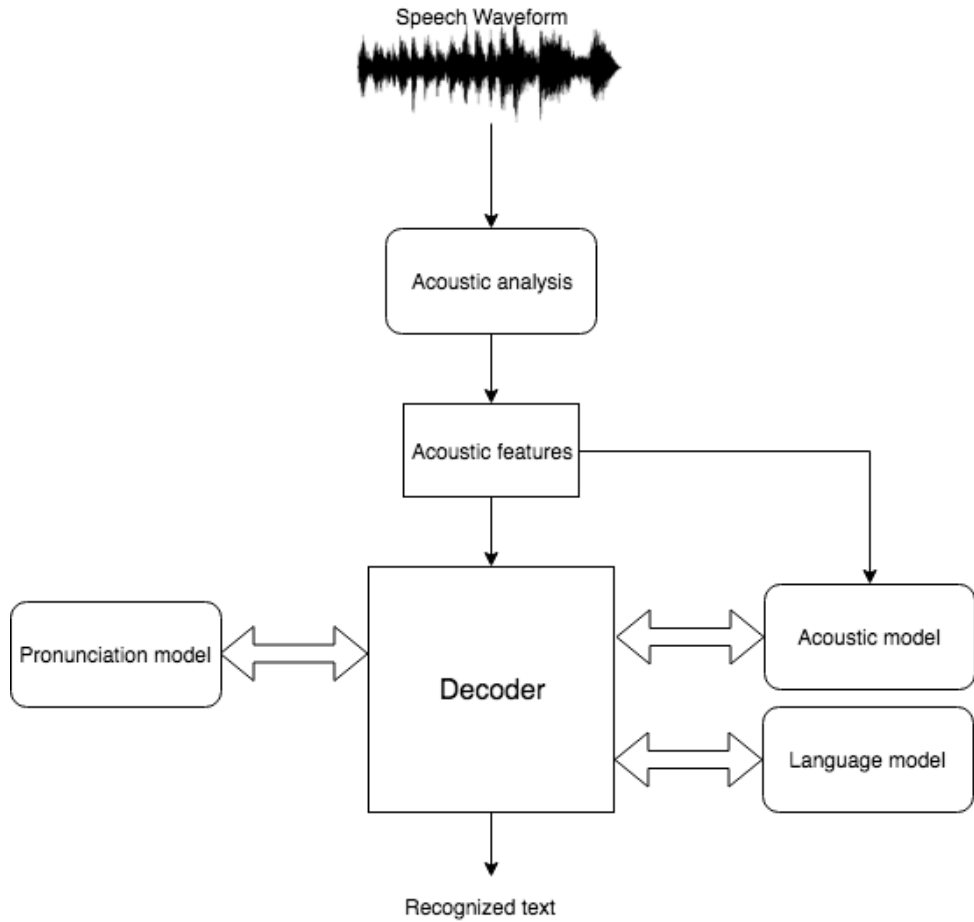 Speech Waveform
Acoustic analysis
Acoustic features
Pronunciation model
Decoder
Acoustic model
Language model
Recognized text